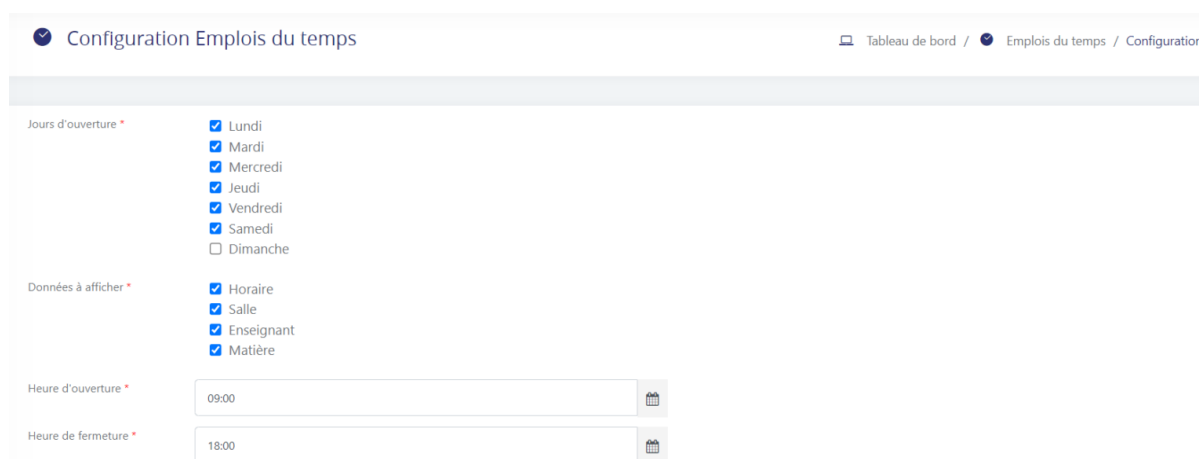 Configuration Emplois du temps
Tableau de bord / Emplois du temps / Configuration
Jours d'ouverture *
Lundi
Mardi
Mercredi
Jeudi
Vendredi
Samedi
Dimanche
Données à afficher *
Horaire
Salle
Enseignant
Matière
Heure d'ouverture *
09:00
Heure de fermeture *
18:00